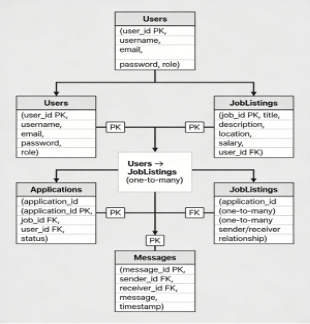 Users
(user_id PK,
username,
email,
password, role)
Users
(user_id PK,
username,
email,
password,
role)
PK
PK
JobListings
(job_id PK, title,
description,
location,
salary,
user_id FK)
Users →
JobListings
(one-to-many)
Applications
(application_id
(application_id PK,
job_id FK,
user_id FK,
status)
PK
FK
JobListings
(application_id
(one-to-many)
(one-to-many
sender/receiver
relationship)
PK
Messages
(message_id PK,
sender_id FK,
receiver_id FK,
message,
timestamp)